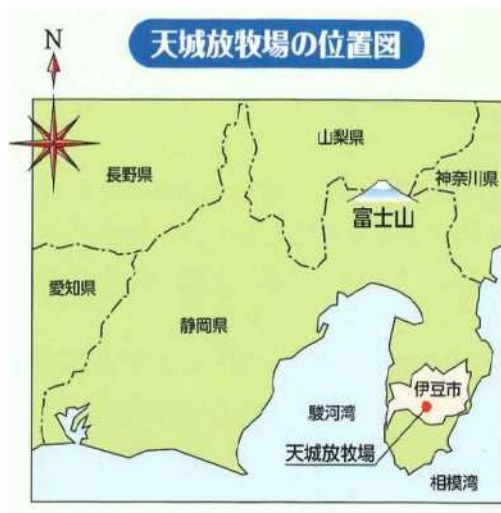 天城放牧場の位置図
N
山梨県
長野県
神奈川県
富士山
愛知県
静岡県
伊豆市
駿河湾
天城放牧場
相模湾